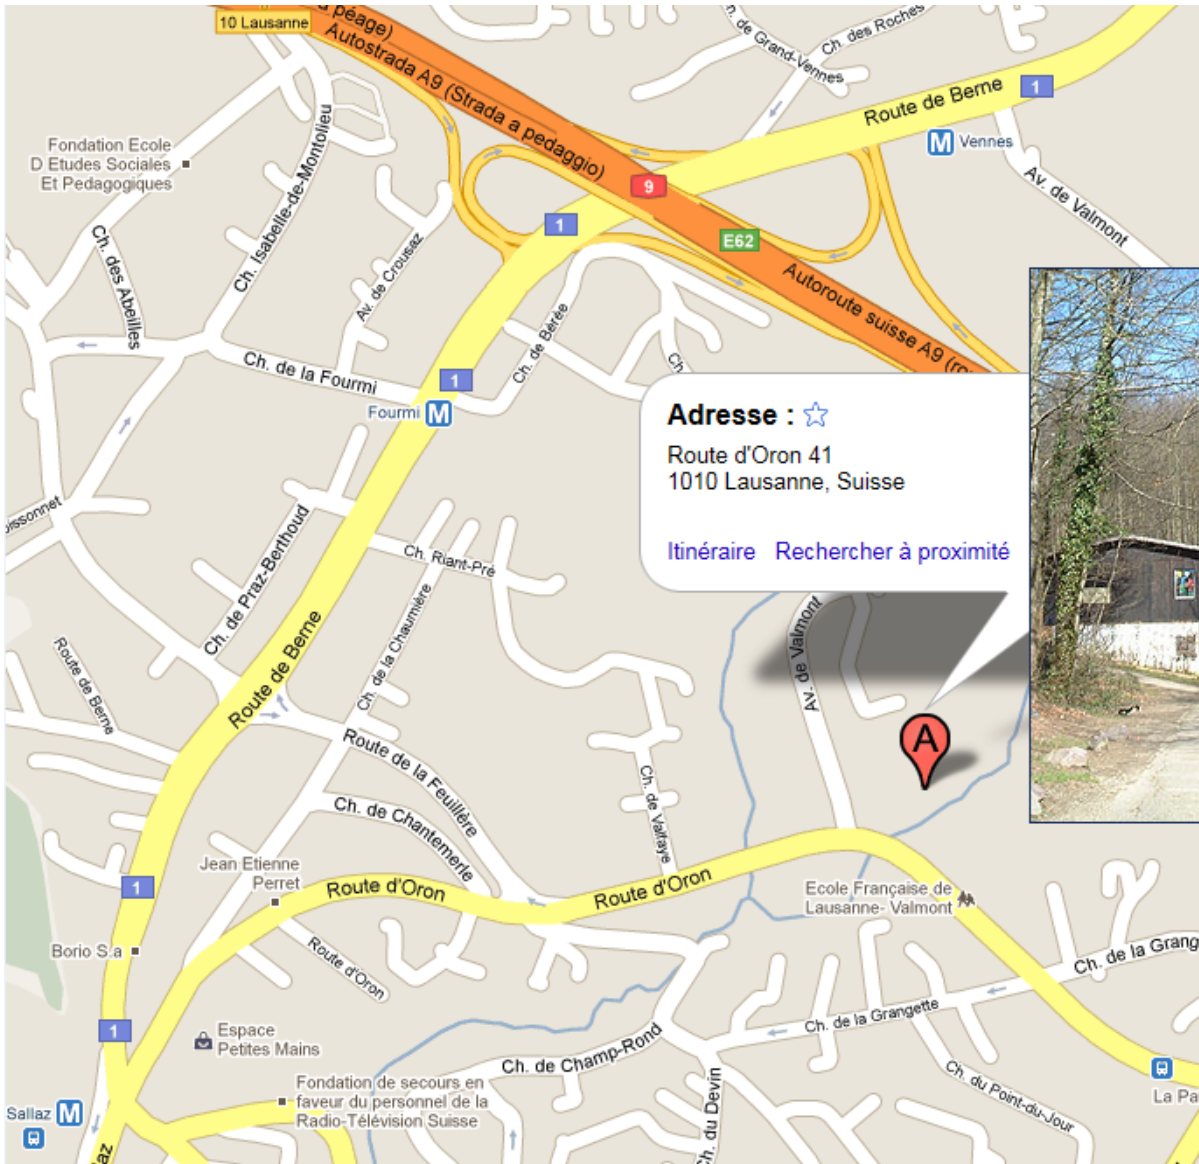 10 Lausanne
a péage)
Autostrada A9 (Strada a pedaggio)
Ch. de Grand-Vennes
Ch. des Roches
Route de Berne
1
M Vennes
Av. de Valmont
Fondation Ecole
D Etudes Sociales
Et Pedagogiques
Ch. Isabelle-de-Montolieu
Ch. des Abeilles
Av. de Crousaz
9
1
E62
Autoroute suisse A9 (ro
Ch. de Bérée
Ch.
Ch. de la Fourmi
1
Fourmi M
Adresse :
Route d'Oron 41
1010 Lausanne, Suisse
Itinéraire Rechercher à proximité
oissonnet
Ch. de Praz-Berthoud
Ch. Riant-Pré
Ch. de la Chaumière
Route de Berne
Route de Berne
Av. de Valmont
A
Route de la Feuillère
Ch. de Chantemerle
Ch. de Valfraye
Jean Etienne
Perret
1
Route d'Oron
Route d'Oron
Ecole Française de
Lausanne- Valmont
Borio S.a
Route d'Oron
Ch. de la Grang
Ch. de la Grangette
1
Espace
Petites Mains
Ch. de Champ-Rond
Ch. du Devin
Ch. du Point-du-Jour
Fondation de secours en
faveur du personnel de la
Radio-Télévision Suisse
Sallaz M
La Pa
az